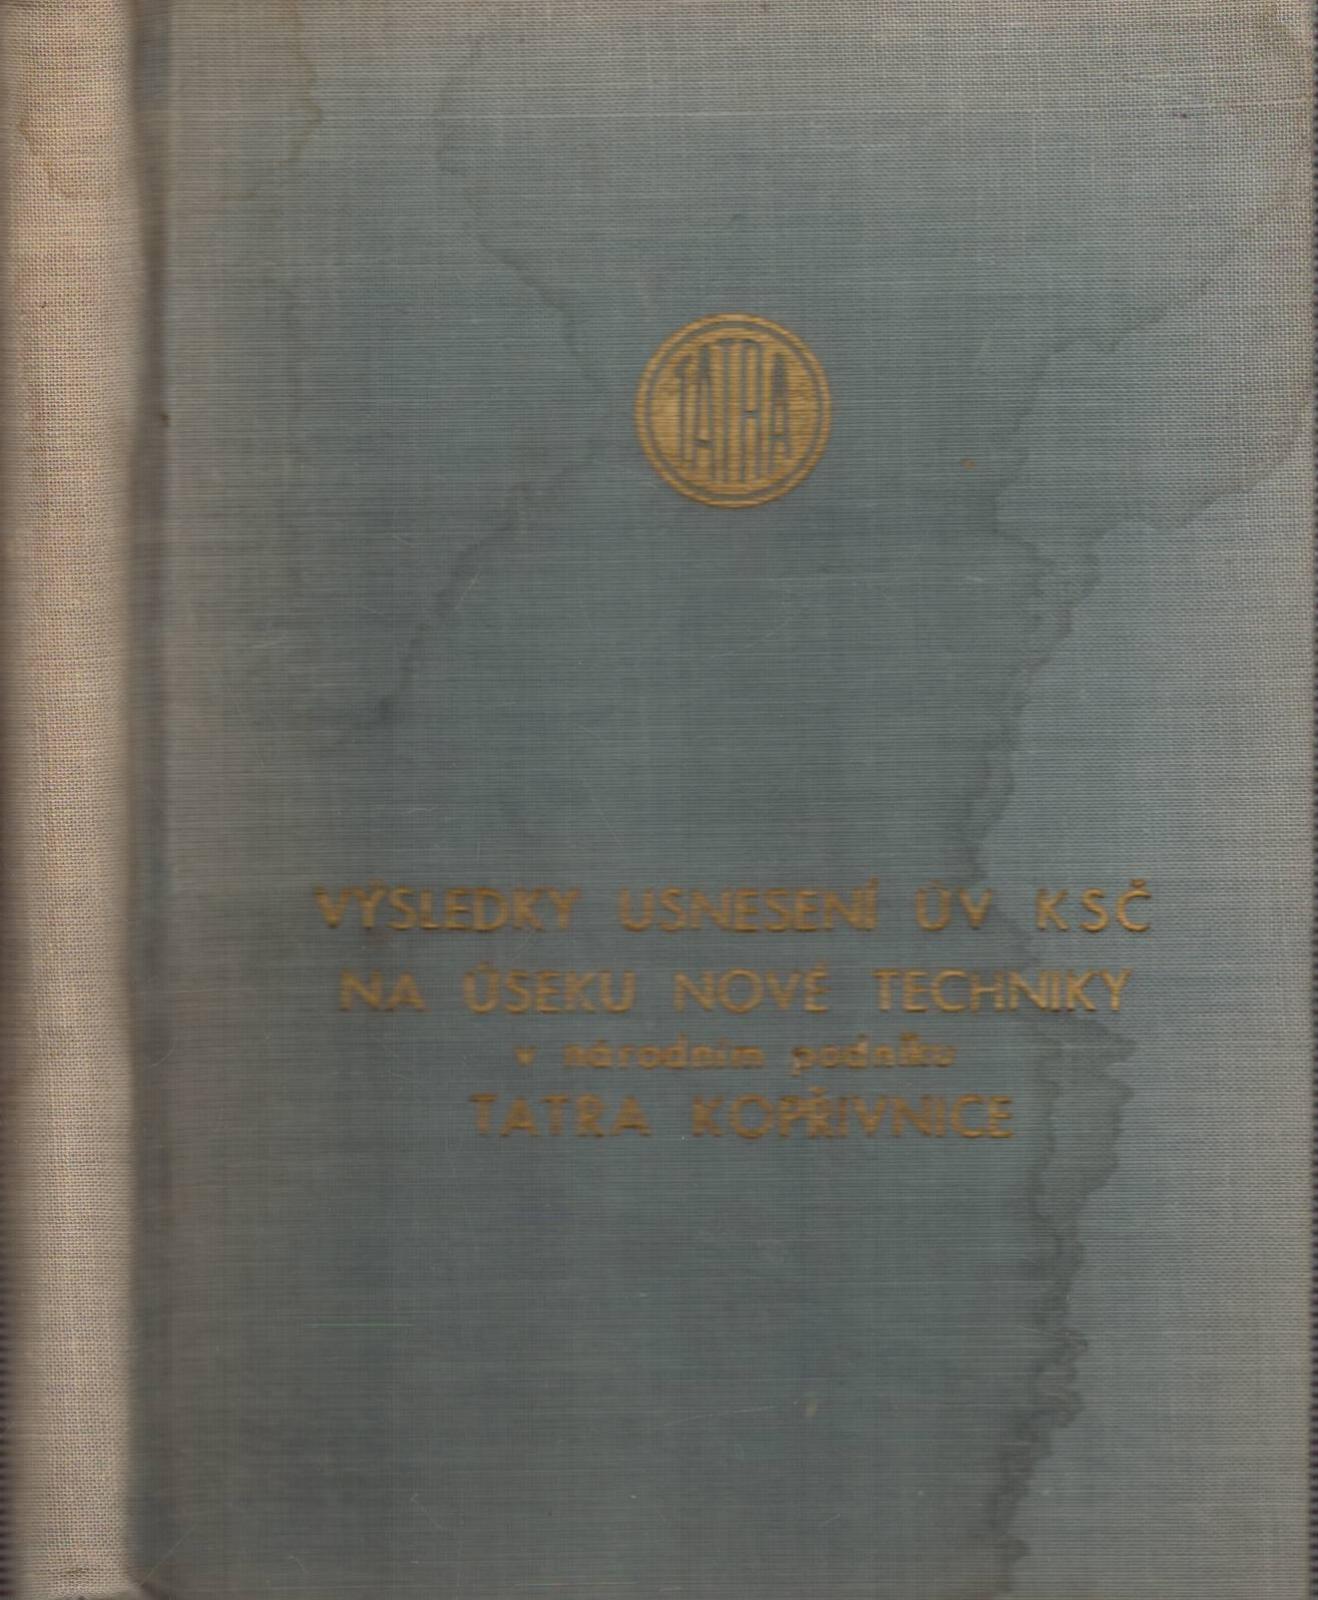 TATRA
VÝSLEDKY USNESENÍ ÚV KSČ
NA ÚSEKU NOVÉ TECHNIKY
v národním podniku
TATRA KOPŘIVNICE